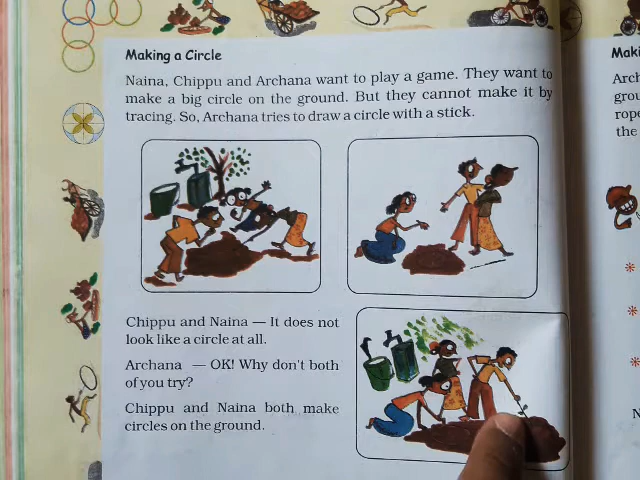 Making a Circle
Naina, Chippu and Archana want to play a game. They want to
make a big circle on the ground. But they cannot make it by
tracing. So, Archana tries to draw a circle with a stick.
Chippu and Naina — It does not
look like a circle at all.
Archana — OK! Why don't both
of you try?
Chippu and Naina both make
circles on the ground.
the